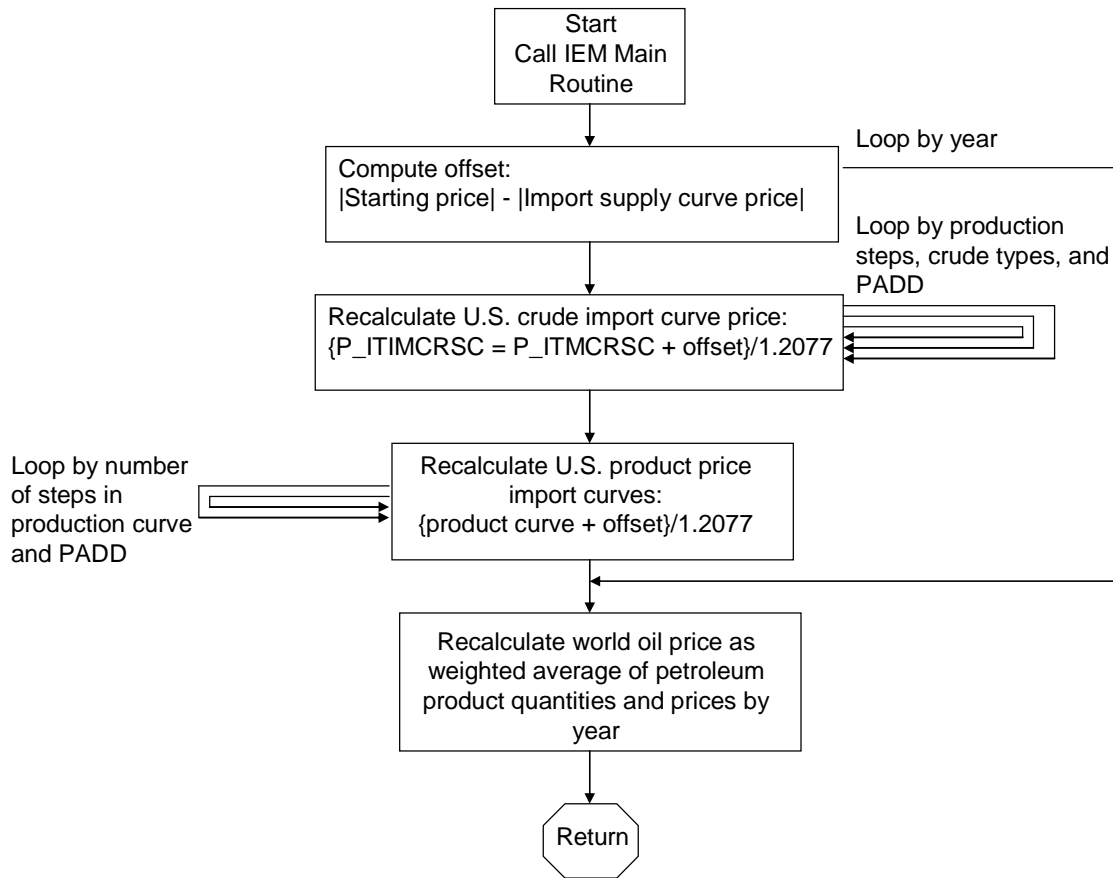 Start
Call IEM Main
Routine
Loop by year
Compute offset:
|Starting price| - |Import supply curve price|
Loop by production
steps, crude types, and
PADD
Recalculate U.S. crude import curve price:
{P_ITIMCRSC = P_ITMCRSC + offset}/1.2077
Loop by number
of steps in
production curve
and PADD
Recalculate U.S. product price
import curves:
{product curve + offset}/1.2077
Recalculate world oil price as
weighted average of petroleum
product quantities and prices by
year
Return